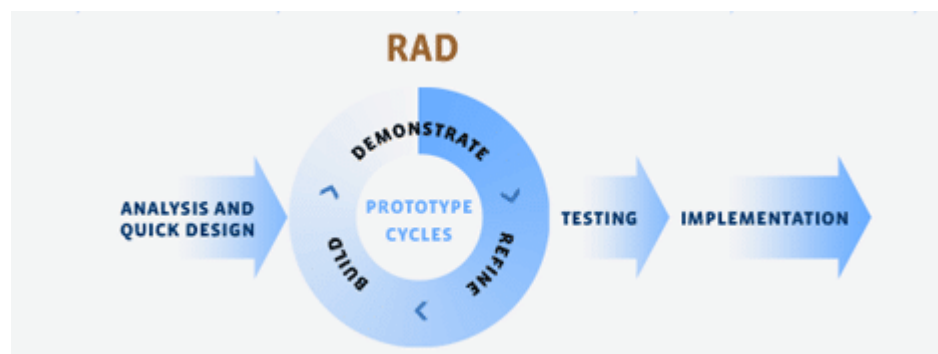 RAD
ANALYSIS AND
QUICK DESIGN
DEMONSTRATE
REFINE
BUILD
PROTOTYPE
CYCLES
TESTING
IMPLEMENTATION